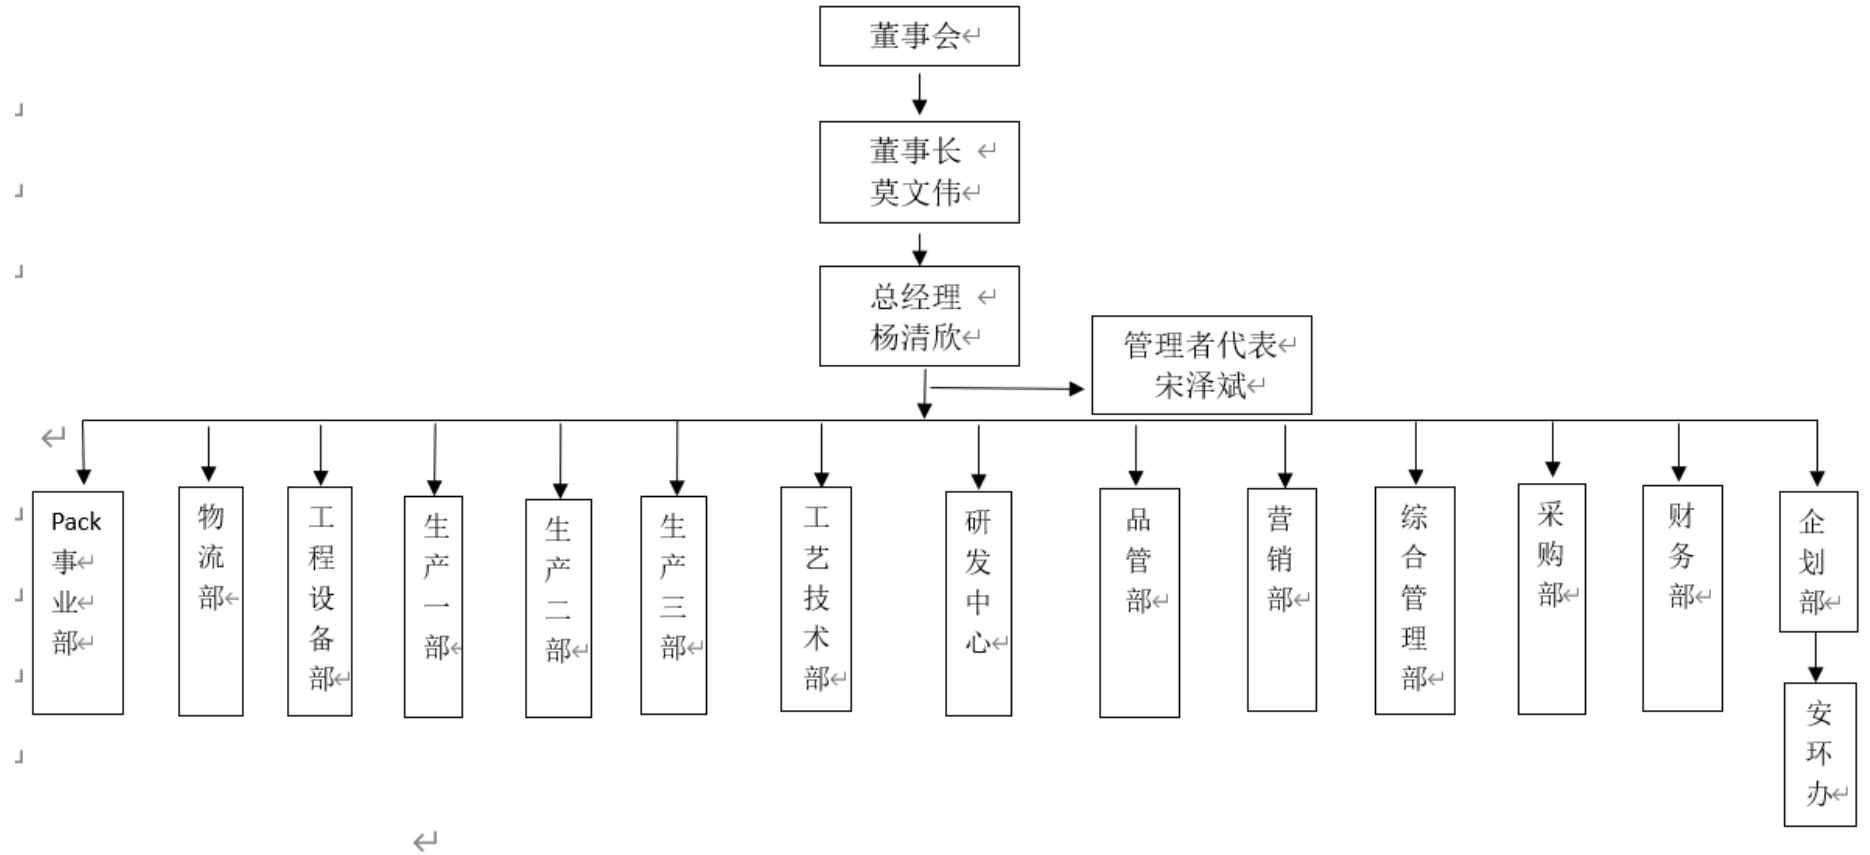 董事会
董事长
莫文伟
总经理
杨清欣
管理者代表
宋泽斌
Pack
事
业
部
物
流
部
工
程
设
备
部
生
产
一
部
生
产
二
部
生
产
三
部
工
艺
技
术
部
研
发
中
心
品
管
部
营
销
部
综
合
管
理
部
采
购
部
财
务
部
企
划
部
安
环
办